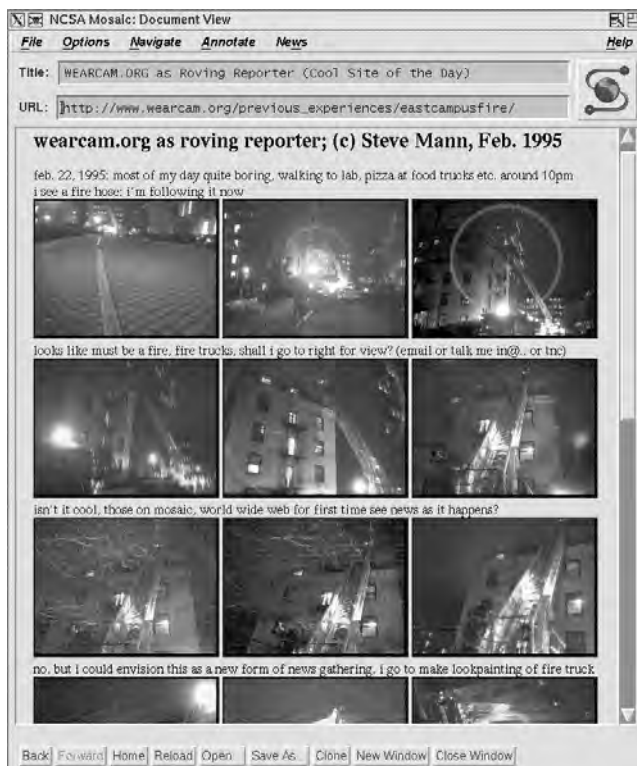 NCSA Mosaic: Document View
File Options Navigate Annotate News Help
Title: WEARCAM.ORG as Roving Reporter (Cool Site of the Day)
URL: http://www.wearcam.org/previous_experiences/eastcampusfire/
wearcam.org as roving reporter; (c) Steve Mann, Feb. 1995
feb. 22, 1995: most of my day quite boring, walking to lab, pizza at food trucks etc. around 10pm
i see a fire hose: i'm following it now
looks like must be a fire, fire trucks, shall i go to right for view? (email or talk me in@.. or tnc)
isn't it cool, those on mosaic, world wide web for first time see news as it happens?
no, but i could envision this as a new form of news gathering, i go to make lookpainting of fire truck
Back Forward Home Reload Open... Save As... Clone New Window Close Window